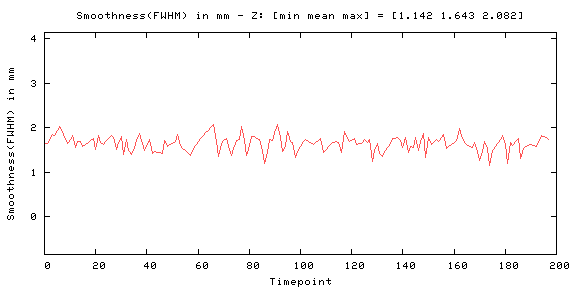 Smoothness(FWHM) in mm - Z: [min mean max] = [1.142 1.643 2.082]
4
3
2
1
0
Smoothness(FWHM) in mm
0 20 40 60 80 100 120 140 160 180 200
Timepoint